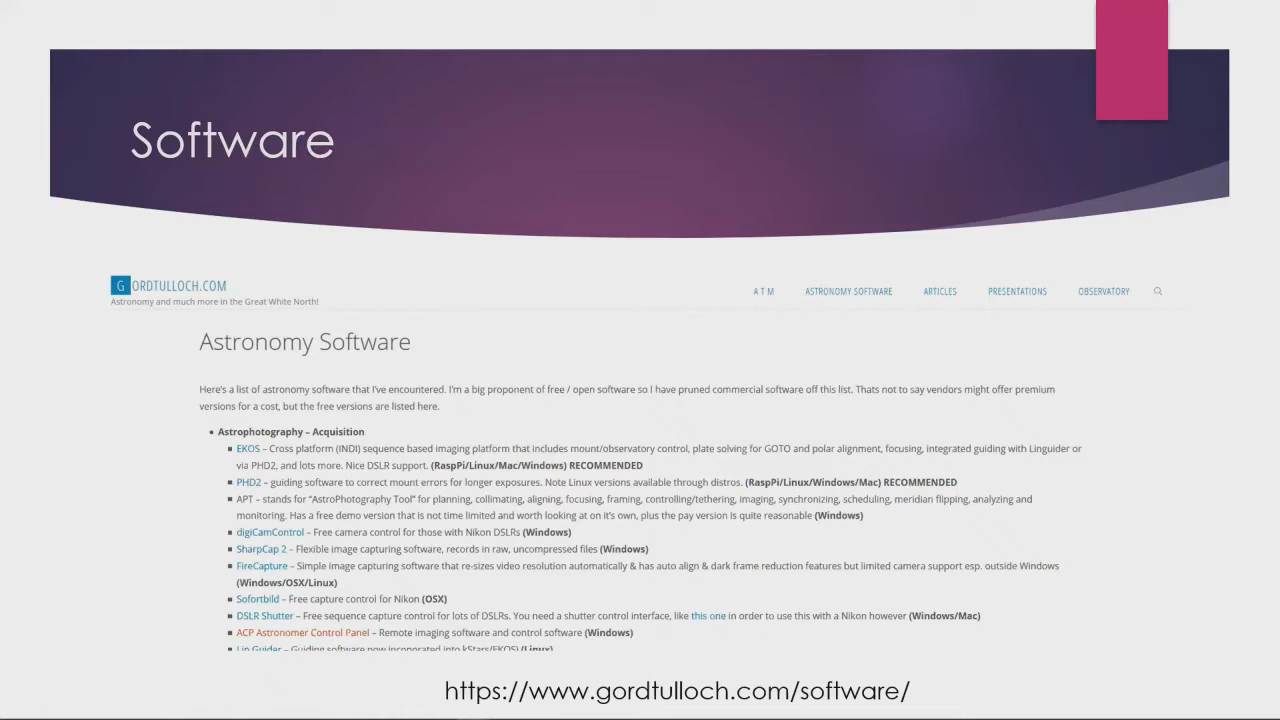 Software
GORDTULLOCH.COM
Astronomy and much more in the Great White North!
A T M
ASTRONOMY SOFTWARE
ARTICLES
PRESENTATIONS
OBSERVATORY
Astronomy Software
Here's a list of astronomy software that I've encountered. I'm a big proponent of free / open software so I have pruned commercial software off this list. Thats not to say vendors might offer premium
versions for a cost, but the free versions are listed here.
• Astrophotography – Acquisition
▪ EKOS – Cross platform (INDI) sequence based imaging platform that includes mount/observatory control, plate solving for GOTO and polar alignment, focusing, integrated guiding with Linguider or
via PHD2, and lots more. Nice DSLR support. (RaspPi/Linux/Mac/Windows) RECOMMENDED
▪ PHD2 – guiding software to correct mount errors for longer exposures. Note Linux versions available through distros. (RaspPi/Linux/Windows/Mac) RECOMMENDED
▪ APT – stands for "AstroPhotography Tool" for planning, collimating, aligning, focusing, framing, controlling/tethering, imaging, synchronizing, scheduling, meridian flipping, analyzing and
monitoring. Has a free demo version that is not time limited and worth looking at on it's own, plus the pay version is quite reasonable (Windows)
▪ digiCamControl – Free camera control for those with Nikon DSLRs (Windows)
▪ SharpCap 2 – Flexible image capturing software, records in raw, uncompressed files (Windows)
▪ FireCapture – Simple image capturing software that re-sizes video resolution automatically & has auto align & dark frame reduction features but limited camera support esp. outside Windows
(Windows/OSX/Linux)
▪ Sofortbild – Free capture control for Nikon (OSX)
▪ DSLR Shutter – Free sequence capture control for lots of DSLRs. You need a shutter control interface, like this one in order to use this with a Nikon however (Windows/Mac)
▪ ACP Astronomer Control Panel – Remote imaging software and control software (Windows)
▪ Lin Guider – Guiding software now incorporated into kStars/EKOS) (Linux)
https://www.gordtulloch.com/software/